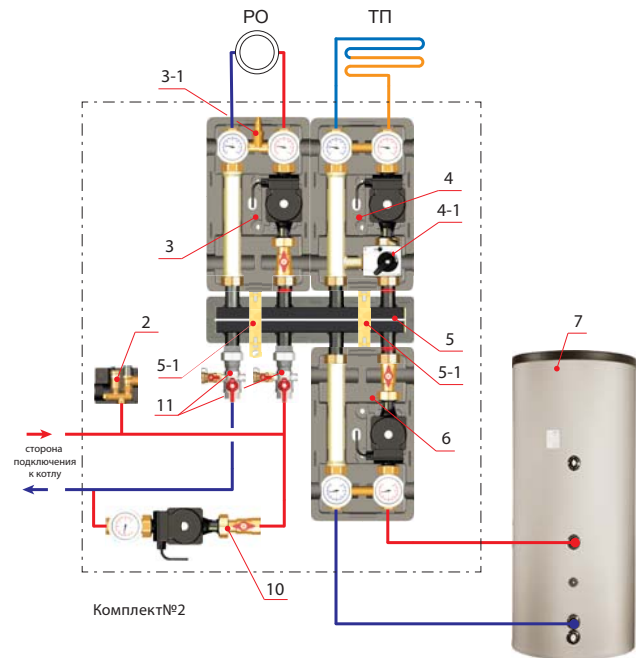 РО
ТП
3-1
4
4-1
3
2
5
7
5-1
5-1
11
6
сторона
подключения
к котлу
10
Комплект№2